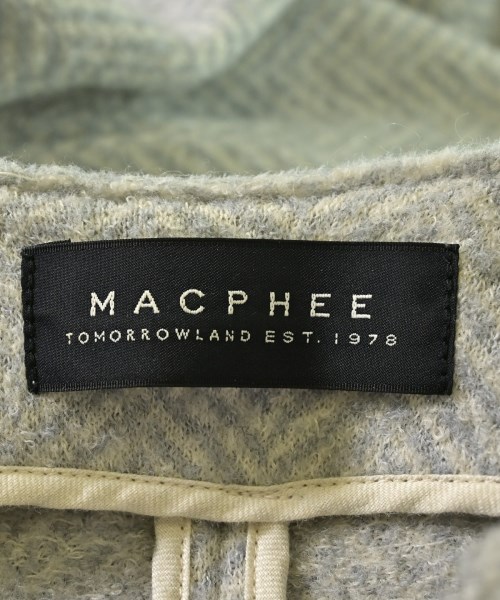 MACPHEE
TOMORROWLAND EST. 1978